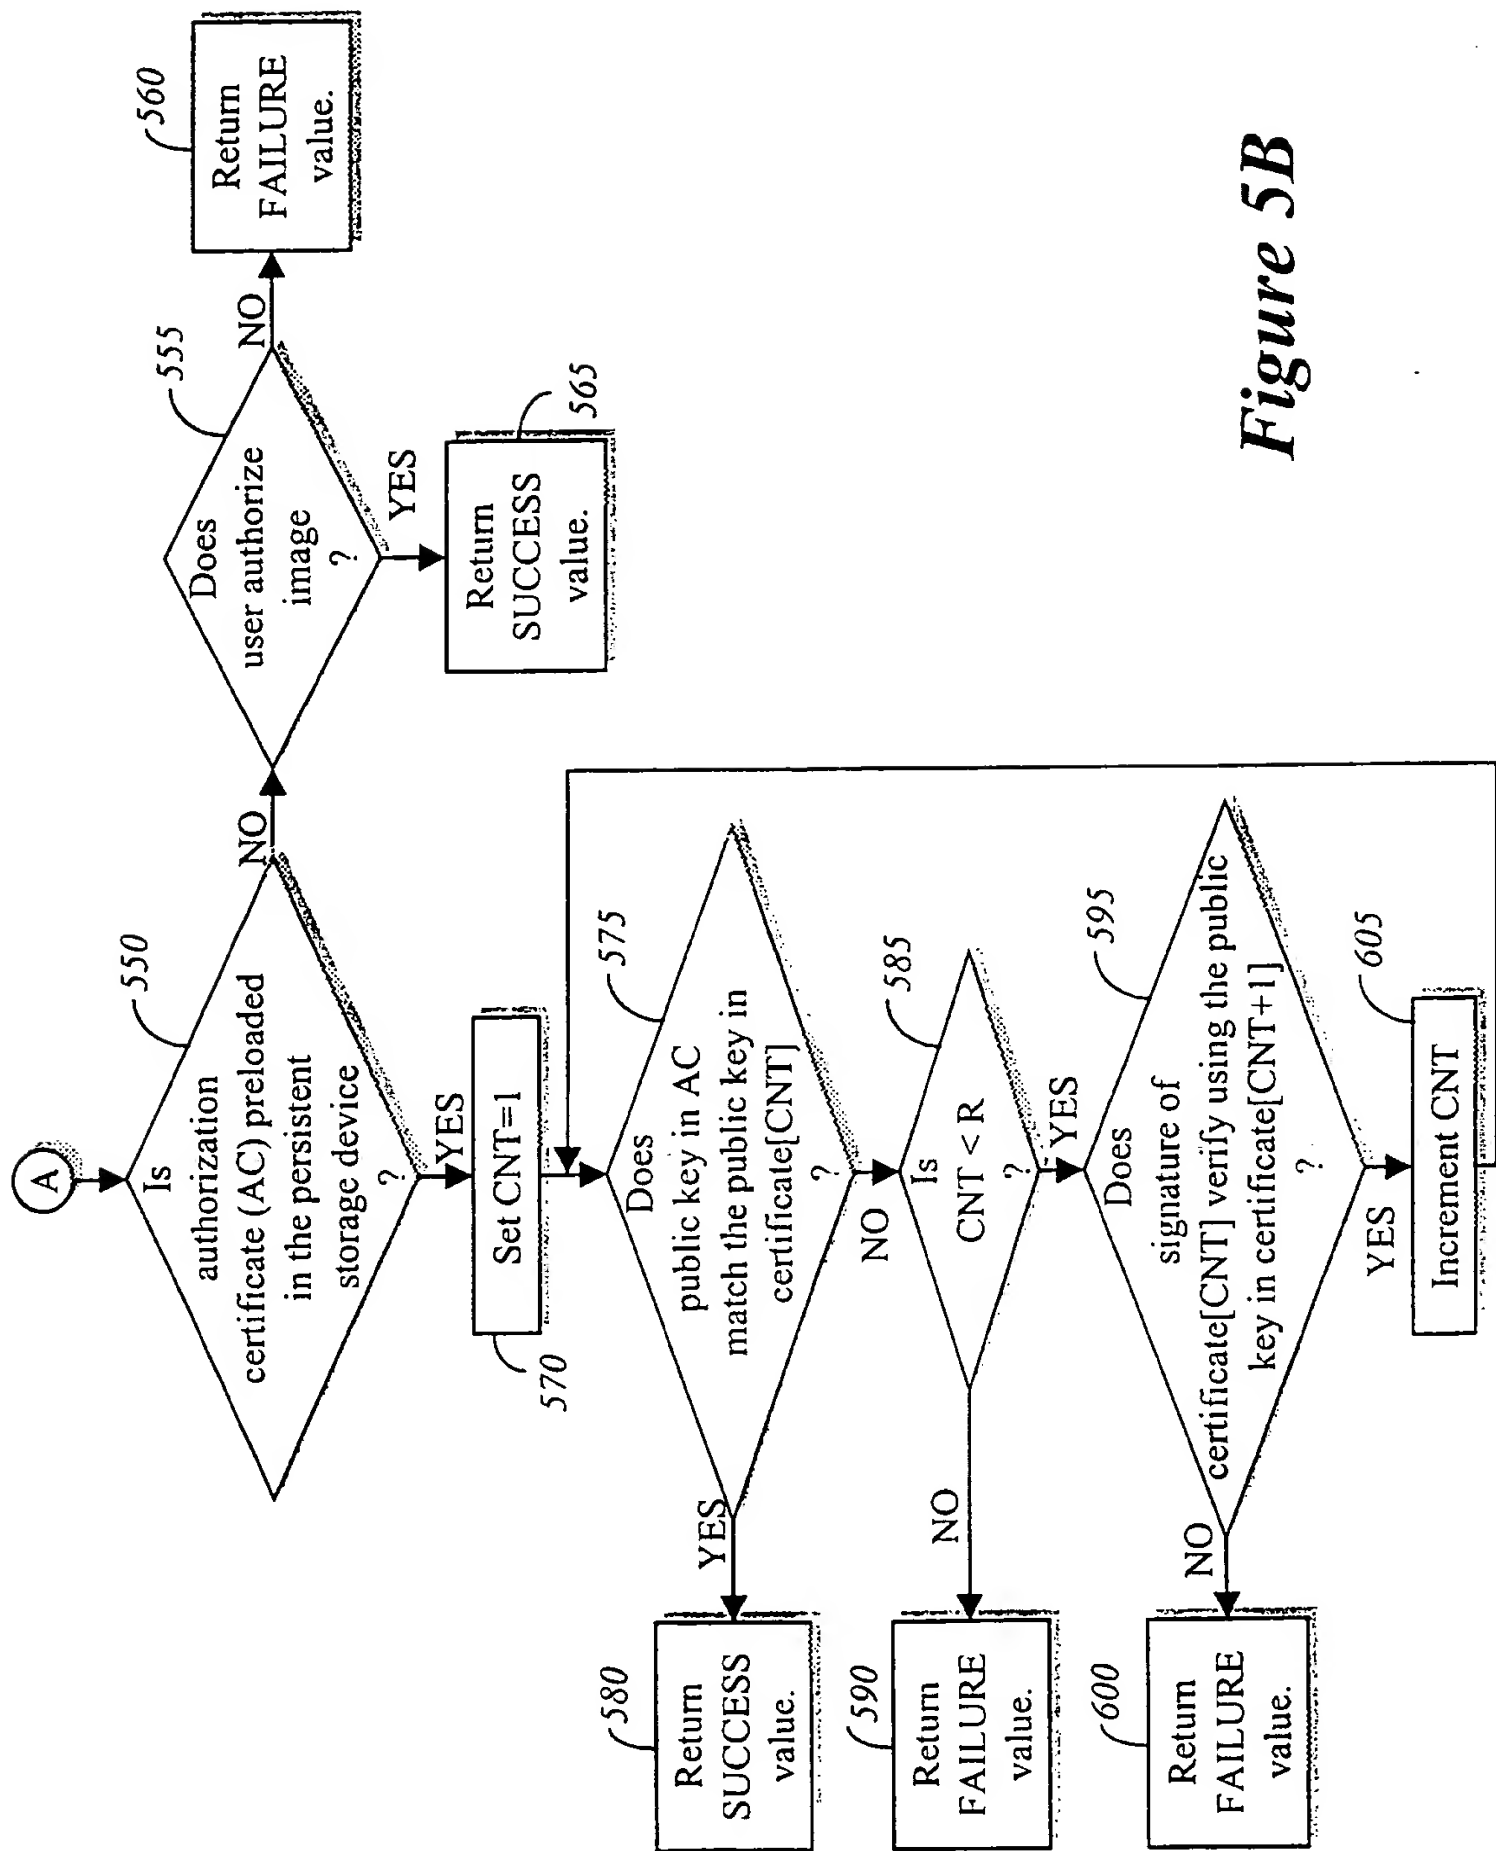 A
Is
authorization
certificate (AC) preloaded
in the persistent
storage device
?
550
NO
YES
Does
user authorize
image
?
555
NO
YES
Return
FAILURE
value.
560
Return
SUCCESS
value.
565
Set CNT=1
570
Does
public key in AC
match the public key in
certificate[CNT]
?
575
YES
NO
Return
SUCCESS
value.
580
Is
CNT < R
?
585
NO
YES
Return
FAILURE
value.
590
Does
signature of
certificate[CNT] verify using the public
key in certificate[CNT+1]
?
595
NO
YES
Return
FAILURE
value.
600
Increment CNT
605
Figure 5B